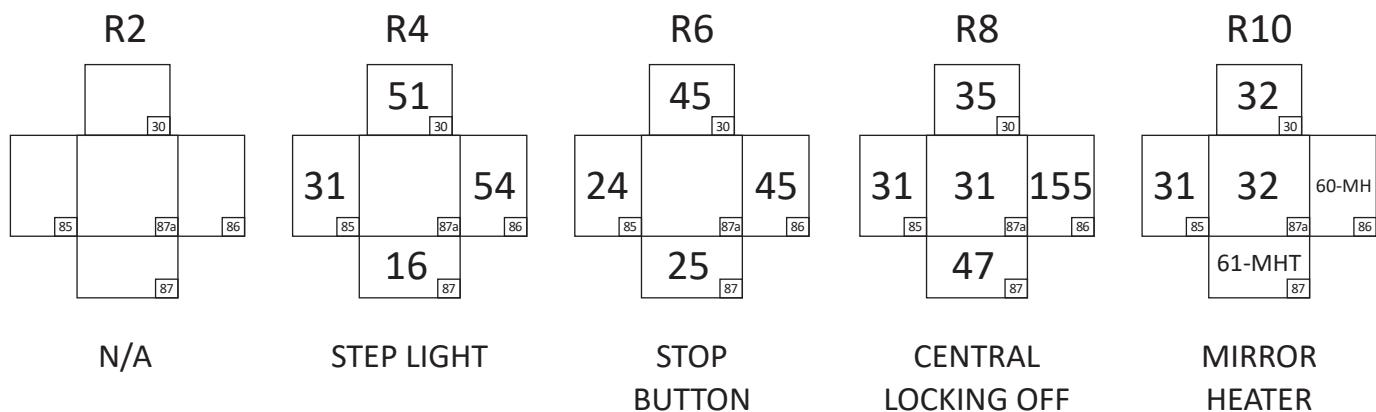 R2 R4 R6 R8 R10
51 45 35 32
30 30 30 30 30
31 54 24 45 31 31 155 31 32 60-MH
85 87a 86 85 87a 86 85 87a 86 85 87a 86 85 87a 86
16 25 47 61-MHT
87 87 87 87 87
N/A STEP LIGHT STOP CENTRAL MIRROR
BUTTON LOCKING OFF HEATER